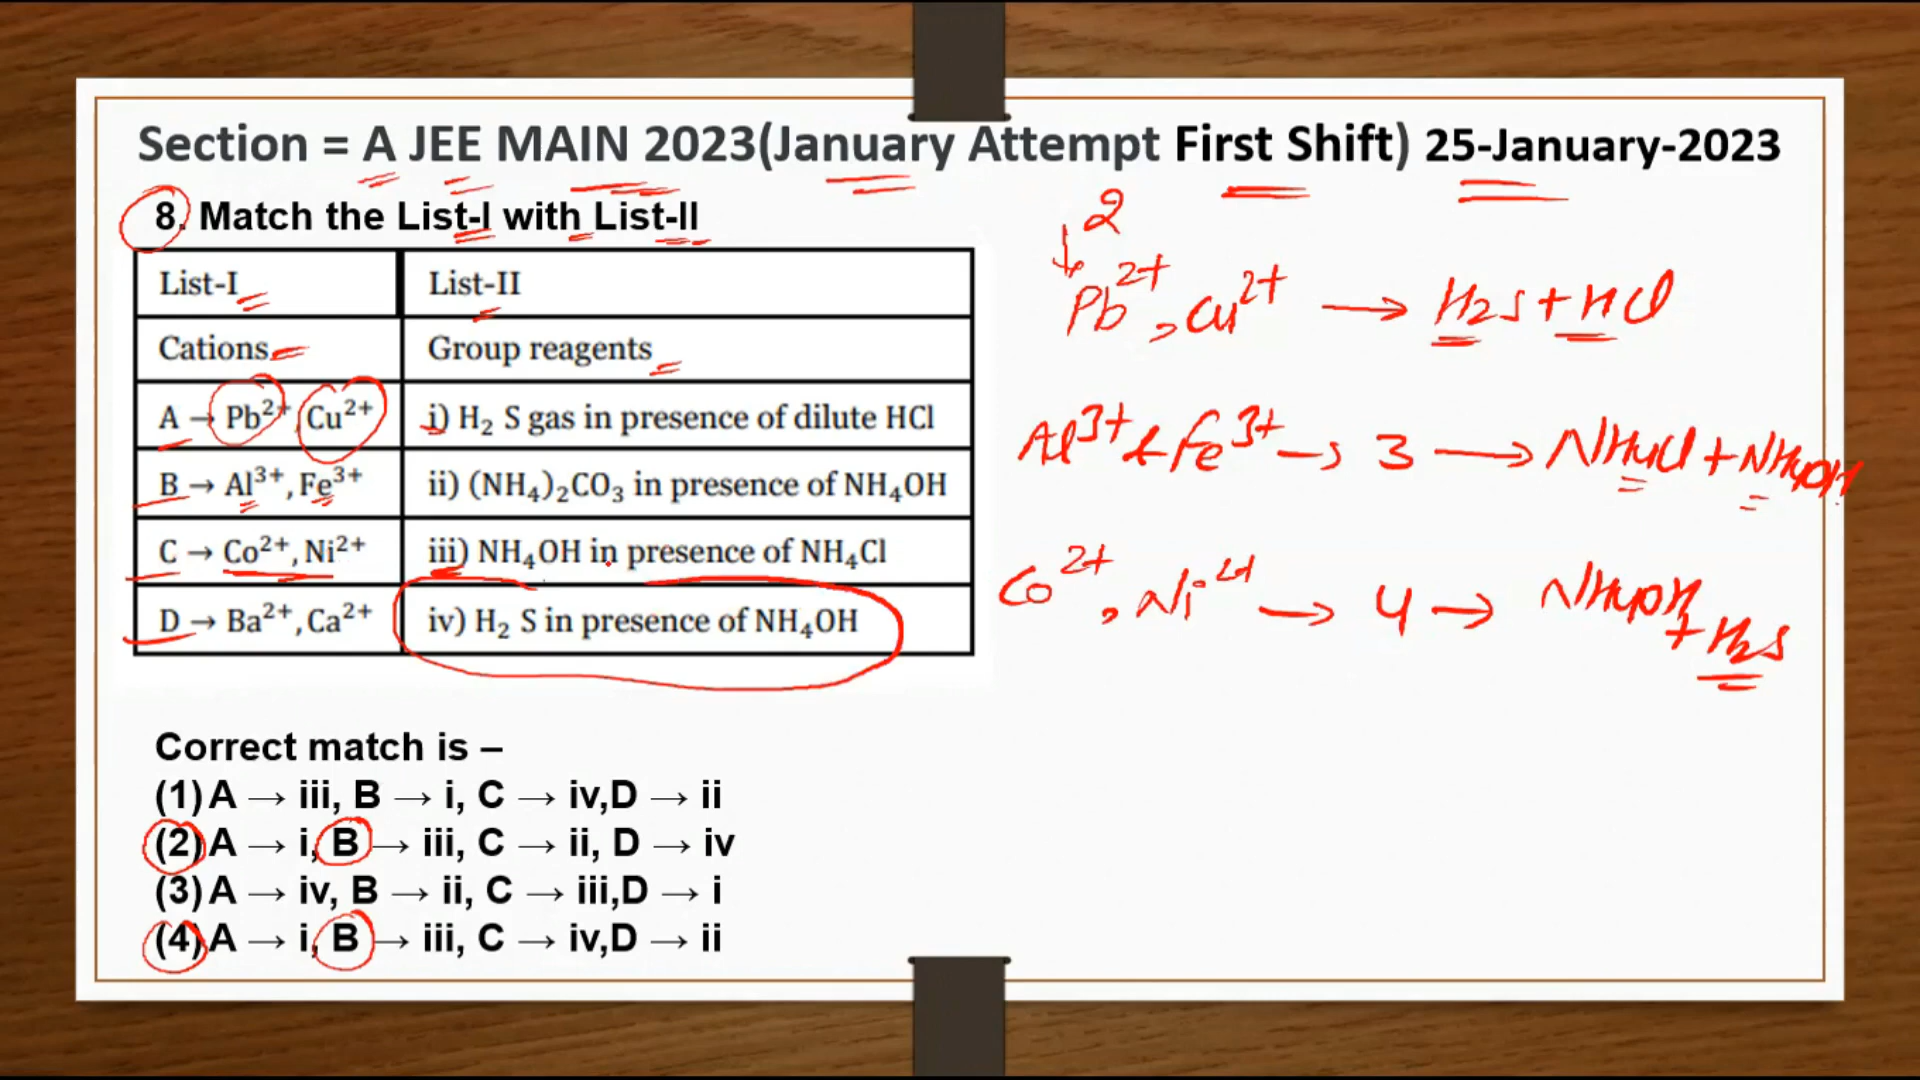 Section = A JEE MAIN 2023(January Attempt First Shift) 25-January-2023
8. Match the List-I with List-II
List-I List-II
Cations Group reagents
A → Pb²⁺, Cu²⁺ i) H₂ S gas in presence of dilute HCl
B → Al³⁺, Fe³⁺ ii) (NH₄)₂CO₃ in presence of NH₄OH
C → Co²⁺, Ni²⁺ iii) NH₄OH in presence of NH₄Cl
D → Ba²⁺, Ca²⁺ iv) H₂ S in presence of NH₄OH
Correct match is –
(1) A → iii, B → i, C → iv,D → ii
(2) A → i, B → iii, C → ii, D → iv
(3) A → iv, B → ii, C → iii,D → i
(4) A → i, B → iii, C → iv,D → ii
2
↓
Pb²⁺, Cu²⁺ → H₂S + HCl
Al³⁺ & Fe³⁺ → 3 → NH₄Cl + NH₄OH
Co²⁺, Ni²⁺ → 4 → NH₄OH
+ H₂S